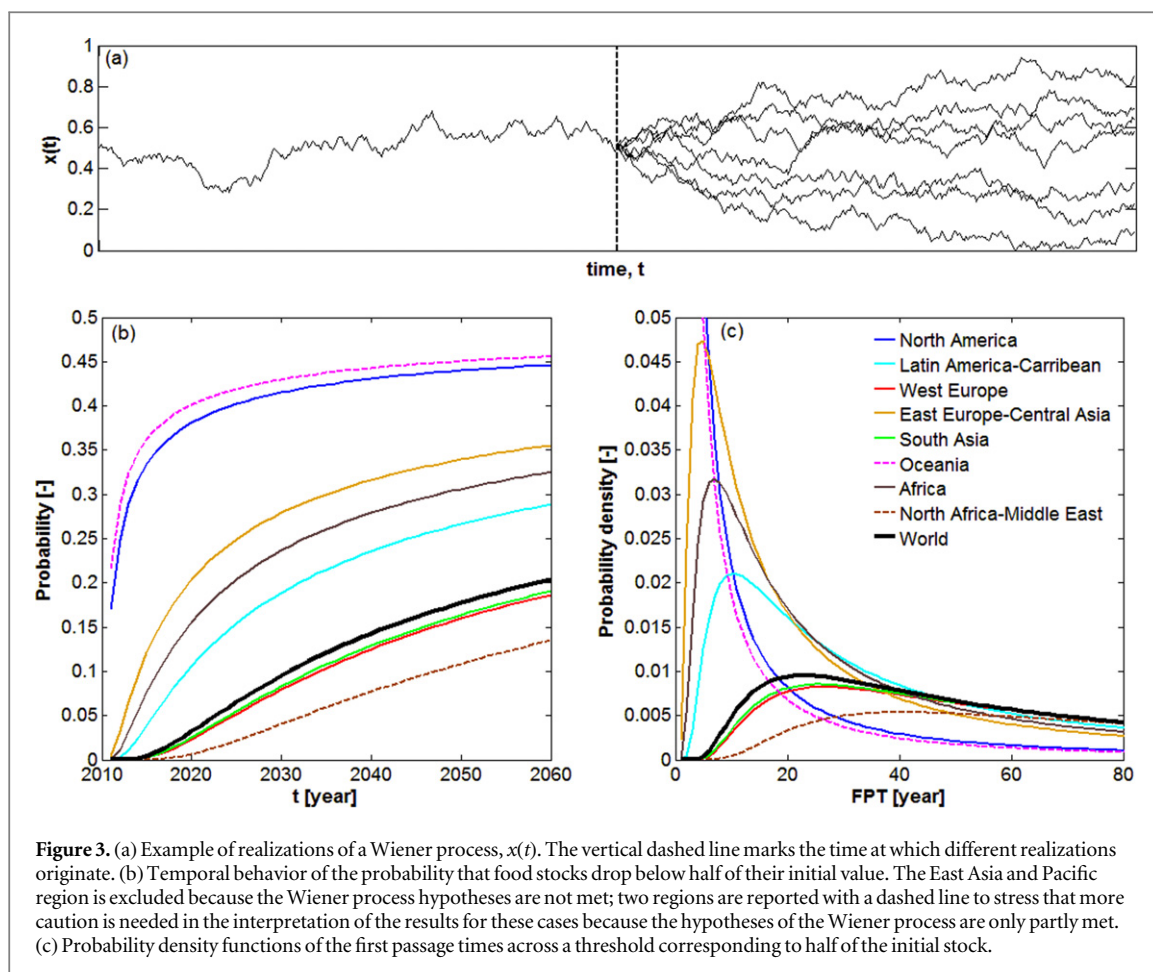 (a)
1
0.8
0.6
0.4
0.2
0
x(t)
time, t
(b)
0.5
0.45
0.4
0.35
0.3
0.25
0.2
0.15
0.1
0.05
0
Probability [-]
2010 2020 2030 2040 2050 2060
t [year]
(c)
0.05
0.045
0.04
0.035
0.03
0.025
0.02
0.015
0.01
0.005
0
Probability density [-]
0 20 40 60 80
FPT [year]
North America
Latin America-Carribean
West Europe
East Europe-Central Asia
South Asia
Oceania
Africa
North Africa-Middle East
World
Figure 3. (a) Example of realizations of a Wiener process, x(t). The vertical dashed line marks the time at which different realizations
originate. (b) Temporal behavior of the probability that food stocks drop below half of their initial value. The East Asia and Pacific
region is excluded because the Wiener process hypotheses are not met; two regions are reported with a dashed line to stress that more
caution is needed in the interpretation of the results for these cases because the hypotheses of the Wiener process are only partly met.
(c) Probability density functions of the first passage times across a threshold corresponding to half of the initial stock.